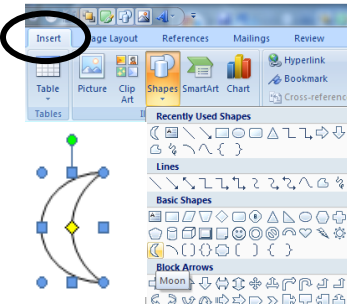 Insert Page Layout References Mailings Review
Table Picture Clip Art Shapes SmartArt Chart
Hyperlink
Bookmark
Cross-referenc
Tables
Recently Used Shapes
Lines
Basic Shapes
Block Arrows
Moon